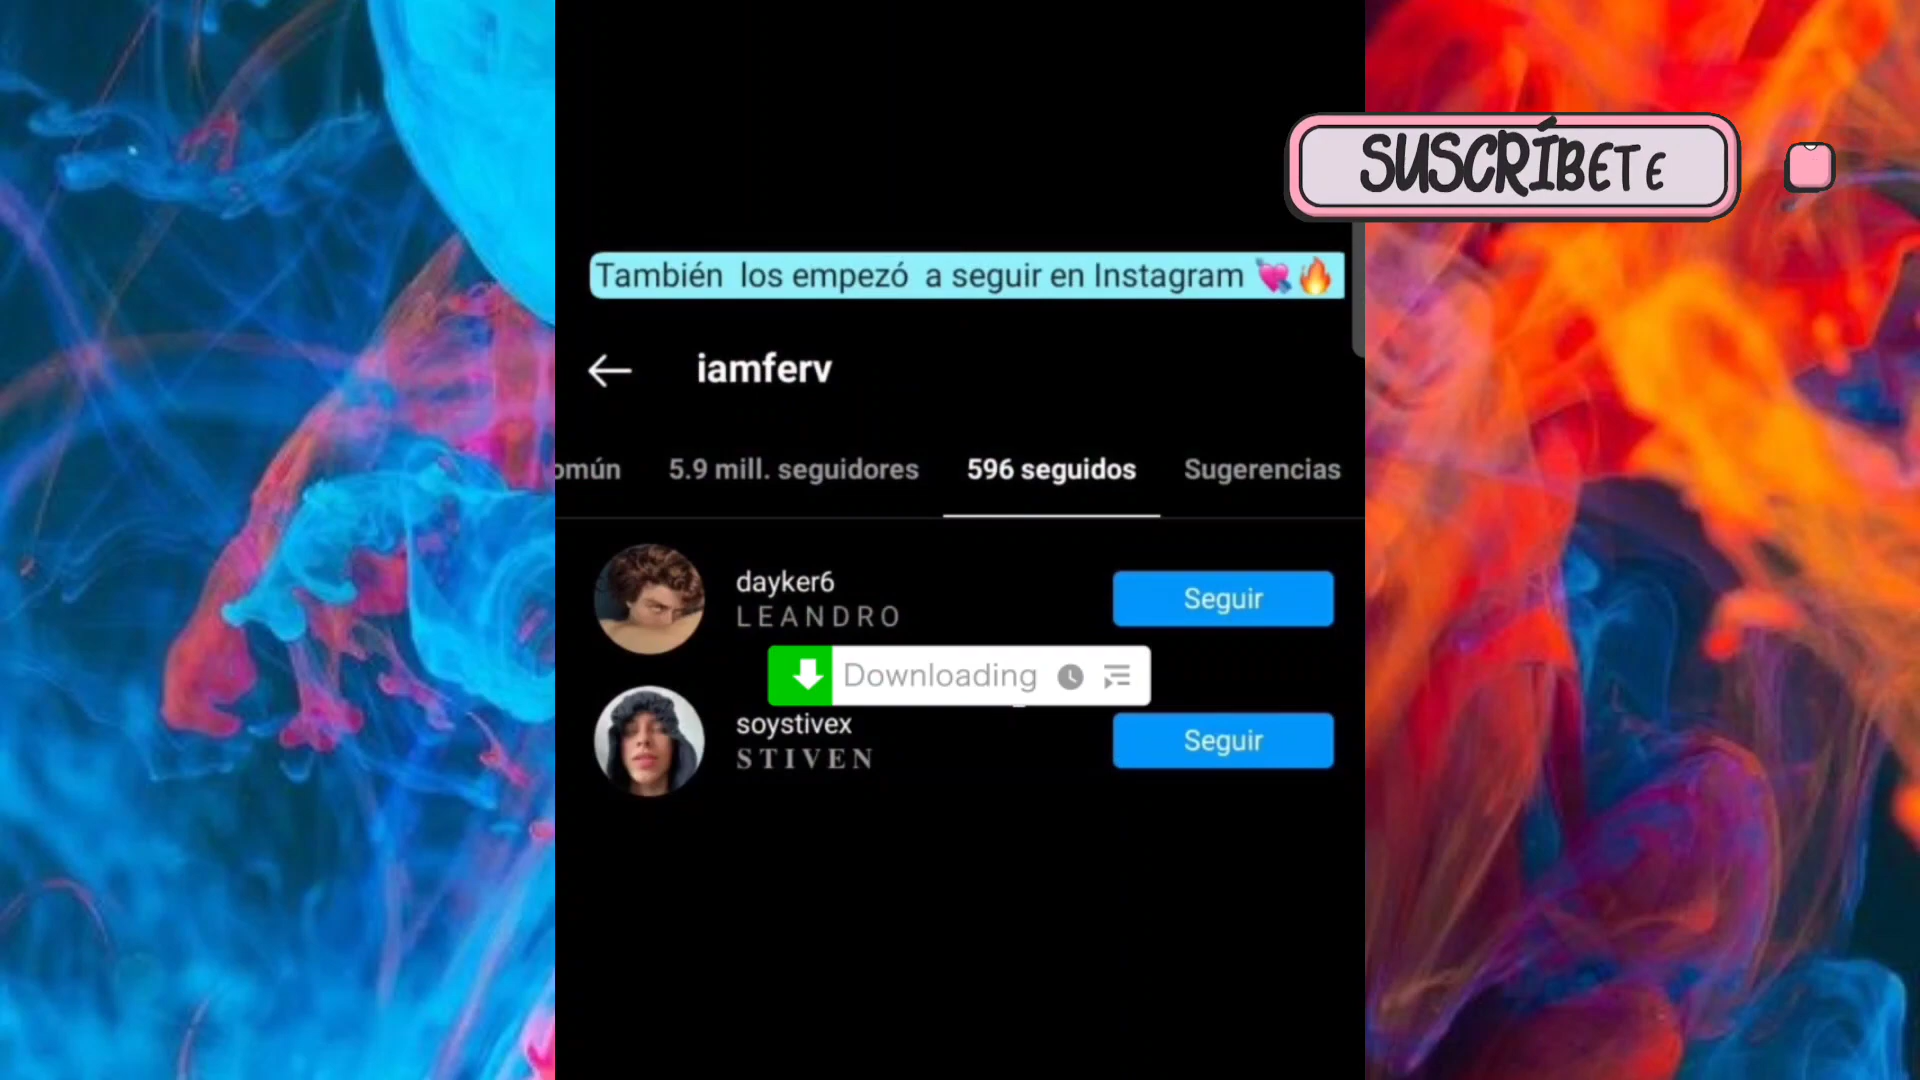 SUSCRÍBETE
También los empezó a seguir en Instagram 💘🔥
iamferv
omún 5.9 mill. seguidores 596 seguidos Sugerencias
dayker6 Seguir
LEANDRO
Downloading
soystivex Seguir
STIVEN